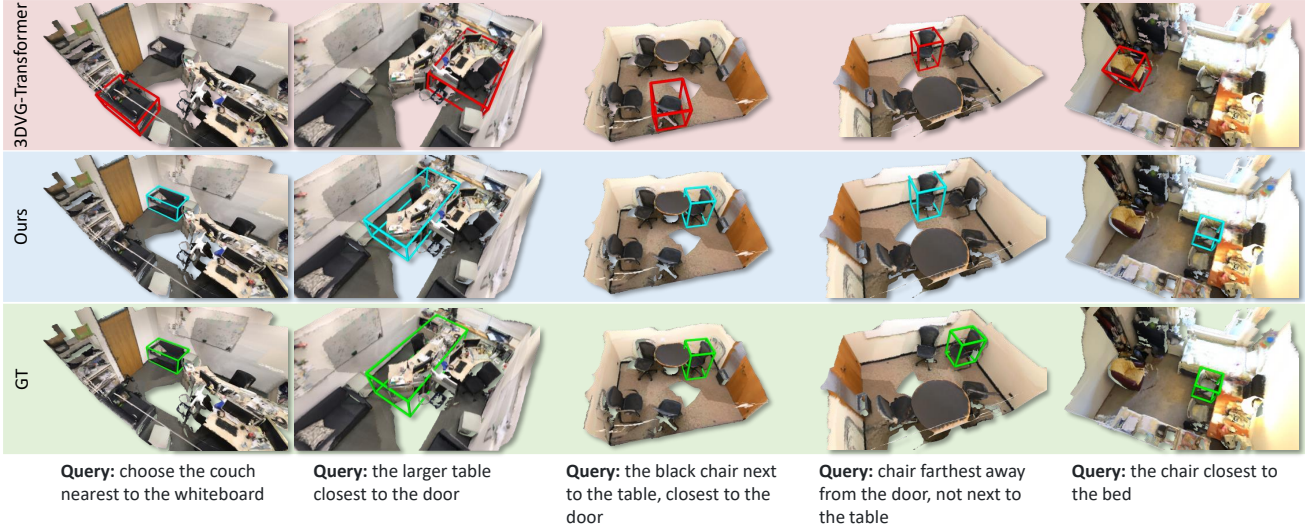 3DVG-Transformer
Ours
GT
Query: choose the couch
nearest to the whiteboard
Query: the larger table
closest to the door
Query: the black chair next
to the table, closest to the
door
Query: chair farthest away
from the door, not next to
the table
Query: the chair closest to
the bed